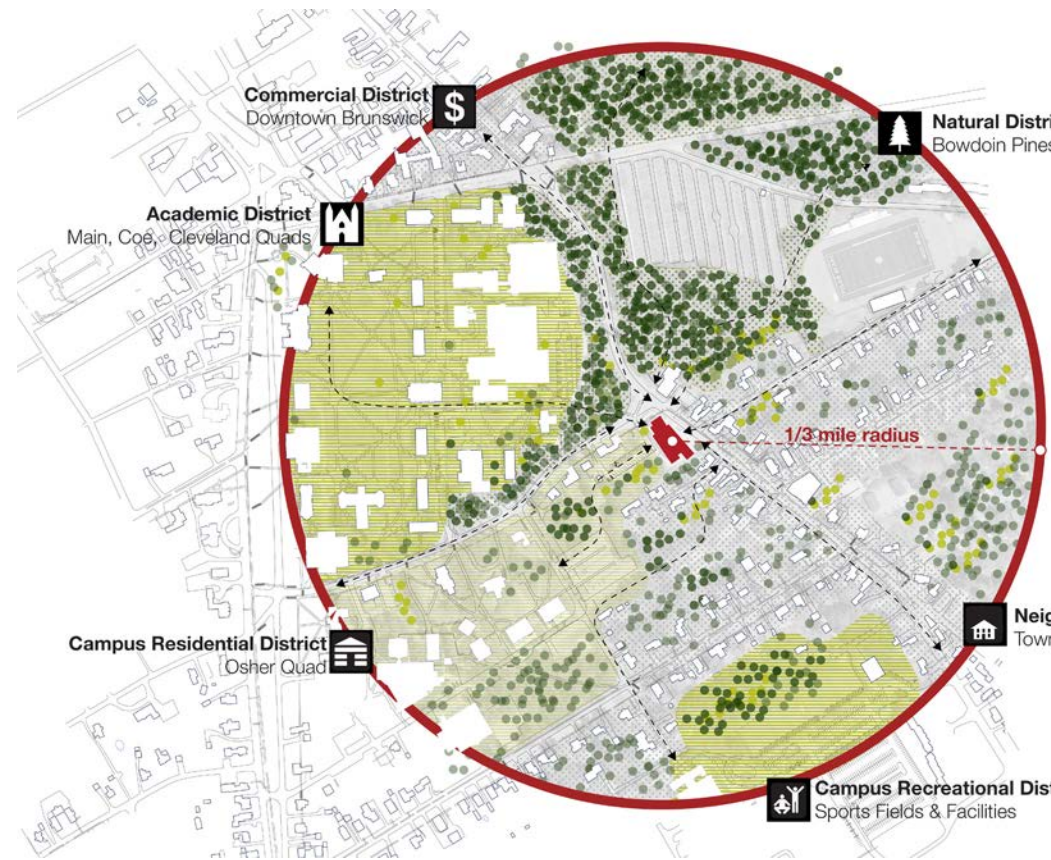 Commercial District
Downtown Brunswick
$
Natural Distri
Bowdoin Pines
Academic District
Main, Coe, Cleveland Quads
1/3 mile radius
Neig
Town
Campus Residential District
Osher Quad
Campus Recreational Dist
Sports Fields & Facilities